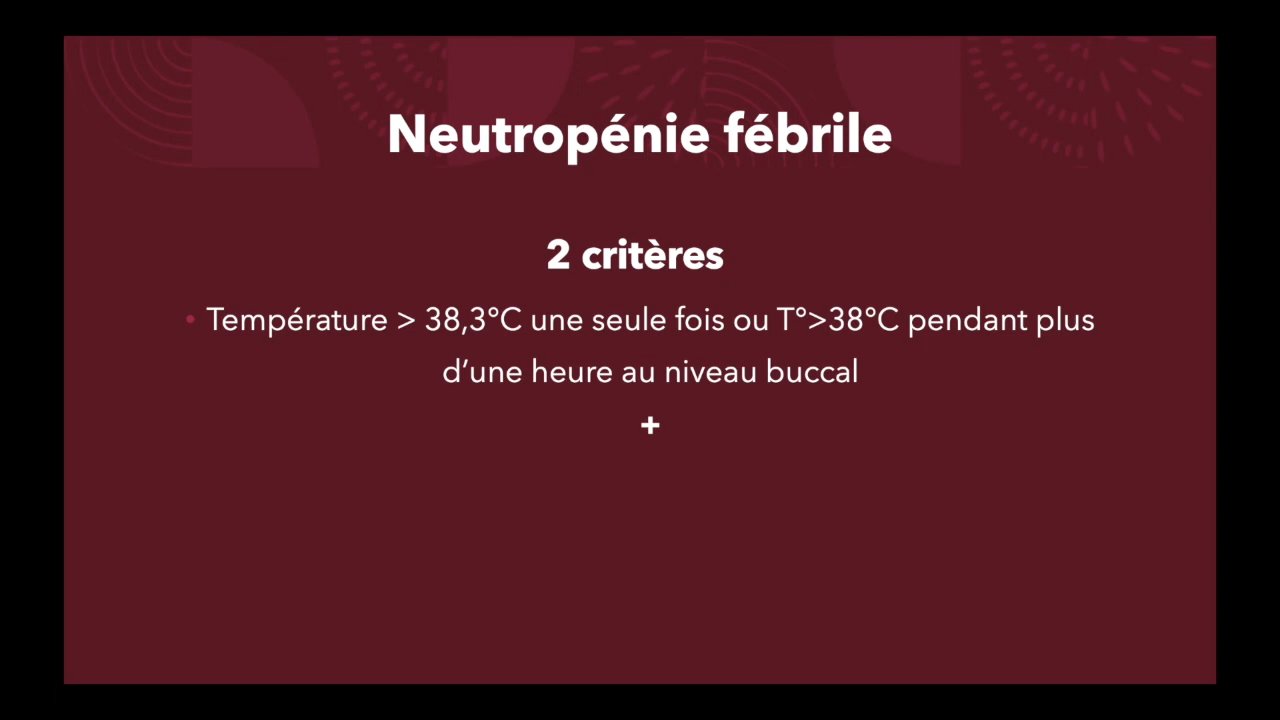 Neutropénie fébrile
2 critères
• Température > 38,3°C une seule fois ou T°>38°C pendant plus
d’une heure au niveau buccal
+